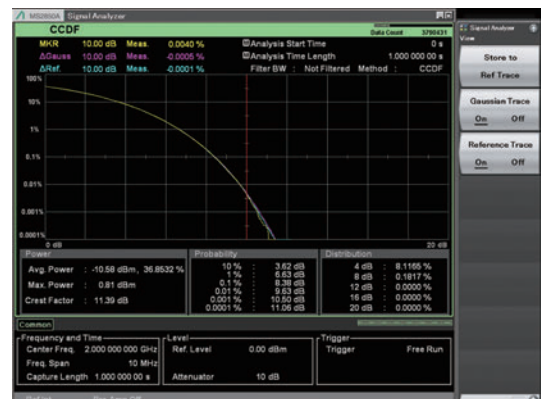 MS2850A Signal Analyzer
CCDF
Data Count 3790431
MKR 10.00 dB Meas. 0.0040 % Analysis Start Time 0 s
ΔGauss 10.00 dB Meas. -0.0005 % Analysis Time Length 1.000 000 00 s
ΔRef. 10.00 dB Meas. -0.0001 % Filter BW : Not Filtered Method : CCDF
100%
10%
1%
0.1%
0.01%
0.001%
0.0001%
0 dB 20 dB
Power
Avg. Power : -10.58 dBm, 36.8532 %
Max. Power : 0.81 dBm
Crest Factor : 11.39 dB
Probability
10 % : 3.62 dB
1 % : 6.63 dB
0.1 % : 8.38 dB
0.01 % : 9.63 dB
0.001 % : 10.50 dB
0.0001 % : 11.06 dB
Distribution
4 dB : 8.1165 %
8 dB : 0.1817 %
12 dB : 0.0000 %
16 dB : 0.0000 %
20 dB : 0.0000 %
Common
Frequency and Time
Center Freq. 2.000 000 000 GHz
Freq. Span 10 MHz
Capture Length 1.000 000 00 s
Level
Ref. Level 0.00 dBm
Attenuator 10 dB
Trigger
Trigger Free Run
Signal Analyzer
View
Store to
Ref Trace
Gaussian Trace
On Off
Reference Trace
On Off